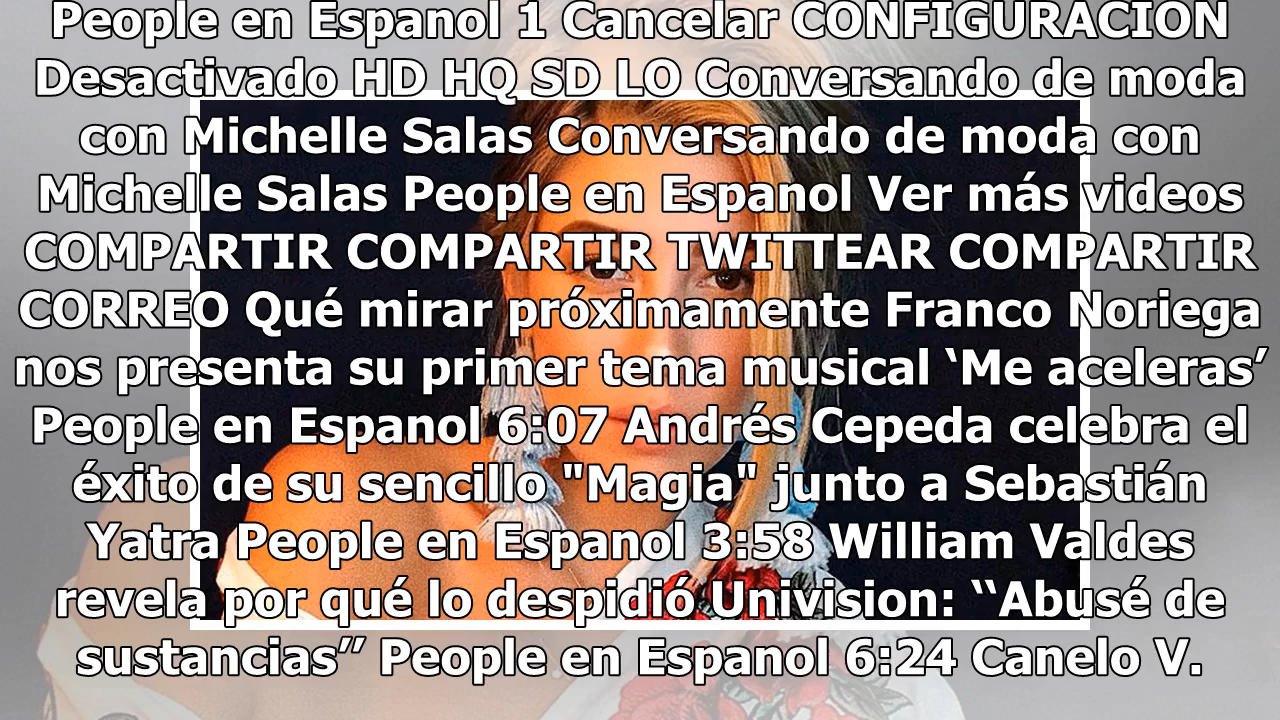 People en Espanol 1 Cancelar CONFIGURACIÓN
Desactivado HD HQ SD LO Conversando de moda
con Michelle Salas Conversando de moda con
Michelle Salas People en Espanol Ver más videos
COMPARTIR COMPARTIR TWITTEAR COMPARTIR
CORREO Qué mirar próximamente Franco Noriega
nos presenta su primer tema musical ‘Me aceleras’
People en Espanol 6:07 Andrés Cepeda celebra el
éxito de su sencillo "Magia" junto a Sebastián
Yatra People en Espanol 3:58 William Valdes
revela por qué lo despidió Univision: ‘‘Abusé de
sustancias’’ People en Espanol 6:24 Canelo V.